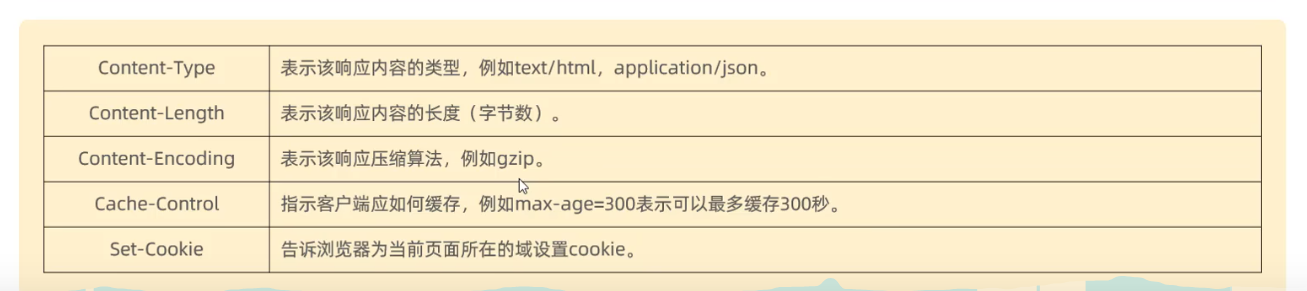 Content-Type 表示该响应内容的类型，例如text/html，application/json。
Content-Length 表示该响应内容的长度（字节数）。
Content-Encoding 表示该响应压缩算法，例如gzip。
Cache-Control 指示客户端应如何缓存，例如max-age=300表示可以最多缓存300秒。
Set-Cookie 告诉浏览器为当前页面所在的域设置cookie。